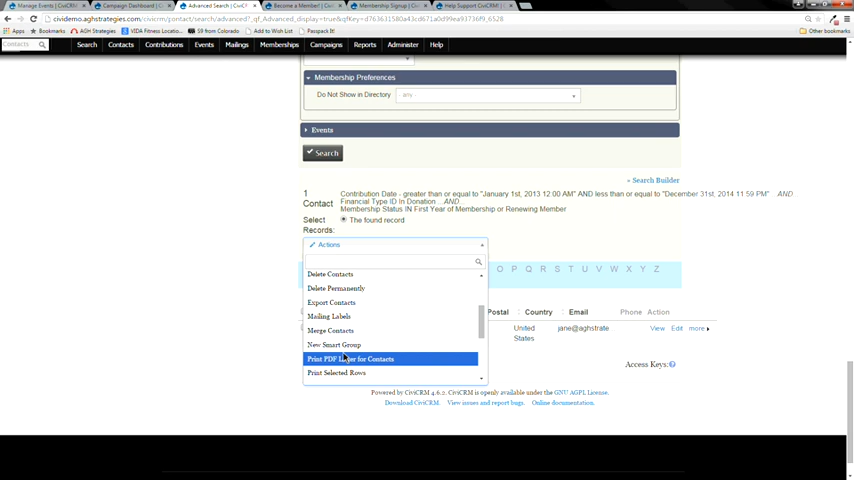 Manage Events | CiviCRM
Campaign Dashboard | Ci
Advanced Search | CiviCR
Become a Member! | Ci
Membership Signup | Civ
Help Support CiviCRM! | C
cividemo.aghstrategies.com/civicrm/contact/search/advanced?_qf_Advanced_display=true&qfKey=d763631580a43cd671a0d99ea93736f9_6528
Apps Bookmarks AGH Strategies VIDA Fitness Locatio... S9 from Colorado Add to Wish List Passpack It! Other bookmarks
Contacts Search Contacts Contributions Events Mailings Memberships Campaigns Reports Administer Help
Membership Preferences
Do Not Show in Directory - any -
Events
Search
» Search Builder
1 Contact
Contribution Date - greater than or equal to "January 1st, 2013 12:00 AM" AND less than or equal to "December 31st, 2014 11:59 PM" ...AND...
Financial Type ID In Donation ...AND...
Membership Status IN First Year of Membership or Renewing Member
Select Records:
The found record
Actions
O P Q R S T U V W X Y Z
Delete Contacts
Delete Permanently
Export Contacts
Mailing Labels
Merge Contacts
New Smart Group
Print PDF Letter for Contacts
Print Selected Rows
Postal Country Email Phone Action
United States jane@aghstrate View Edit more
Access Keys:
Powered by CiviCRM 4.6.2. CiviCRM is openly available under the GNU AGPL License.
Download CiviCRM. View issues and report bugs. Online documentation.